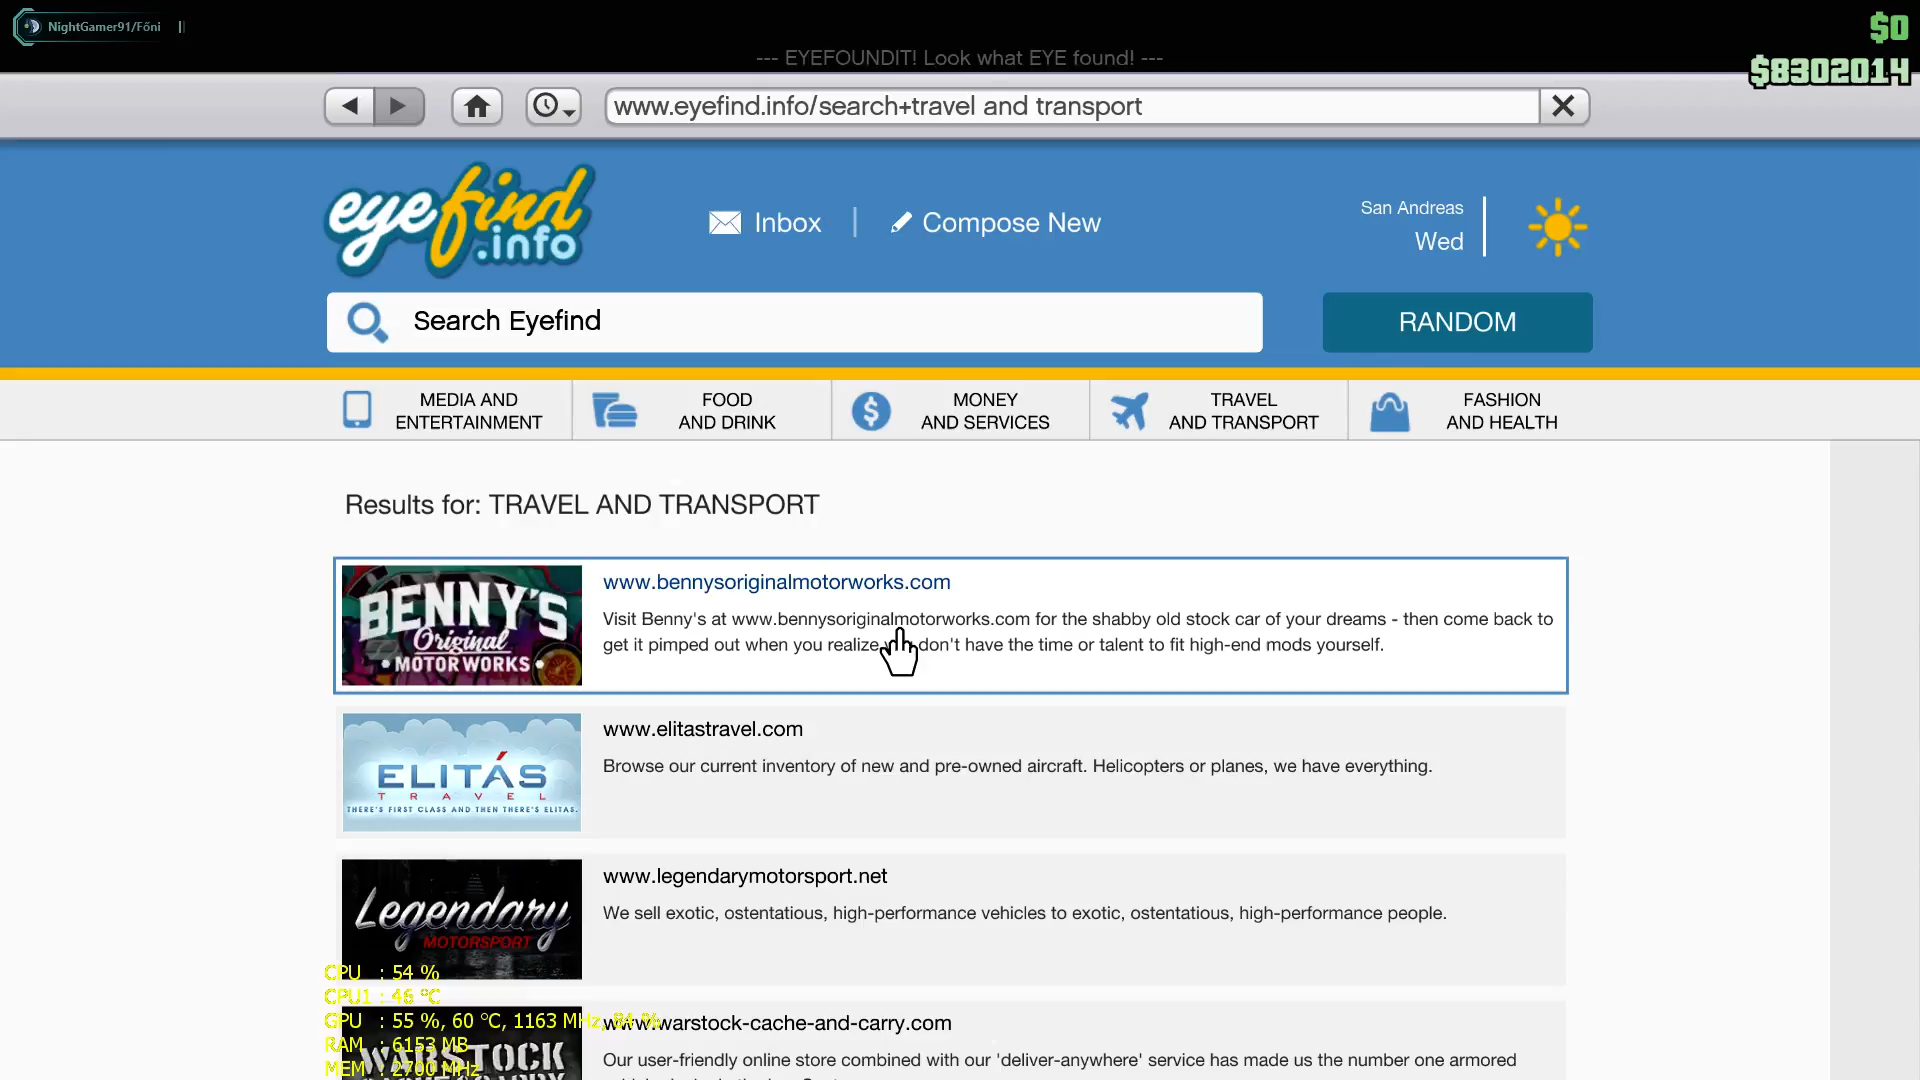 NightGamer91/Főni ||
$0
$8302014
--- EYEFOUNDIT! Look what EYE found! ---
www.eyefind.info/search+travel and transport
eyefind
.info
Inbox
Compose New
San Andreas
Wed
Search Eyefind
RANDOM
MEDIA AND
ENTERTAINMENT
FOOD
AND DRINK
MONEY
AND SERVICES
TRAVEL
AND TRANSPORT
FASHION
AND HEALTH
Results for: TRAVEL AND TRANSPORT
BENNY'S
Original
MOTOR WORKS
www.bennysoriginalmotorworks.com
Visit Benny's at www.bennysoriginalmotorworks.com for the shabby old stock car of your dreams - then come back to
get it pimped out when you realize don't have the time or talent to fit high-end mods yourself.
ELITÁS
TRAVEL
THERE'S FIRST CLASS AND THEN THERE'S ELITAS.
www.elitastravel.com
Browse our current inventory of new and pre-owned aircraft. Helicopters or planes, we have everything.
Legendary
MOTORSPORT
www.legendarymotorsport.net
We sell exotic, ostentatious, high-performance vehicles to exotic, ostentatious, high-performance people.
CPU : 54 %
CPU1 : 46 °C
GPU : 55 %, 60 °C, 1163 MHz, 84 %
RAM : 6153 MB
MEM : 2700 MHz
WARSTOCK
www.warstock-cache-and-carry.com
Our user-friendly online store combined with our 'deliver-anywhere' service has made us the number one armored